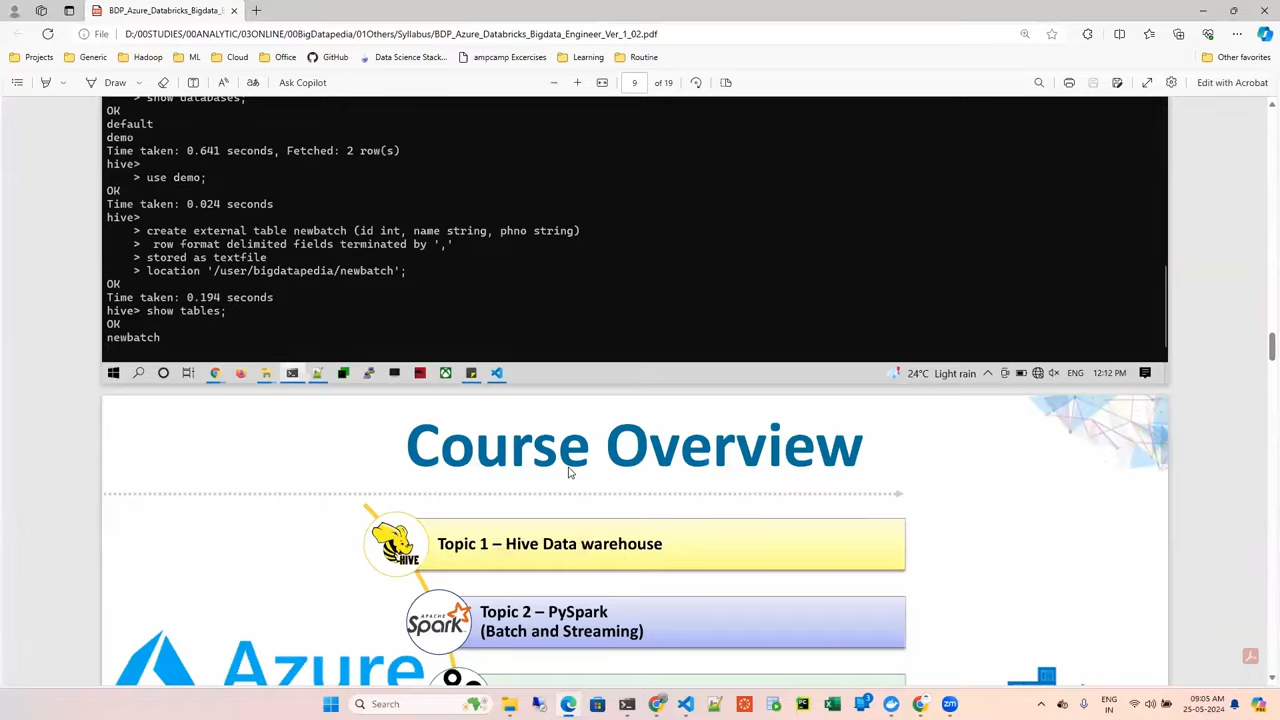 BDP_Azure_Databricks_Bigdata_E
File
D:/00STUDIES/00ANALYTIC/03ONLINE/00BigDatapedia/01Others/Syllabus/BDP_Azure_Databricks_Bigdata_Engineer_Ver_1_02.pdf
Projects Generic Hadoop ML Cloud Office GitHub Data Science Stack... ampcamp Excercises Learning Routine Other favorites
Draw Ask Copilot 9 of 19 Edit with Acrobat
> show databases;
OK
default
demo
Time taken: 0.641 seconds, Fetched: 2 row(s)
hive>
> use demo;
OK
Time taken: 0.024 seconds
hive>
> create external table newbatch (id int, name string, phno string)
> row format delimited fields terminated by ','
> stored as textfile
> location '/user/bigdatapedia/newbatch';
OK
Time taken: 0.194 seconds
hive> show tables;
OK
newbatch
24°C Light rain ENG 12:12 PM
Course Overview
HIVE
Topic 1 – Hive Data warehouse
APACHE
Spark
Topic 2 – PySpark
(Batch and Streaming)
Azure
Search
ENG
IN
09:05 AM
25-05-2024